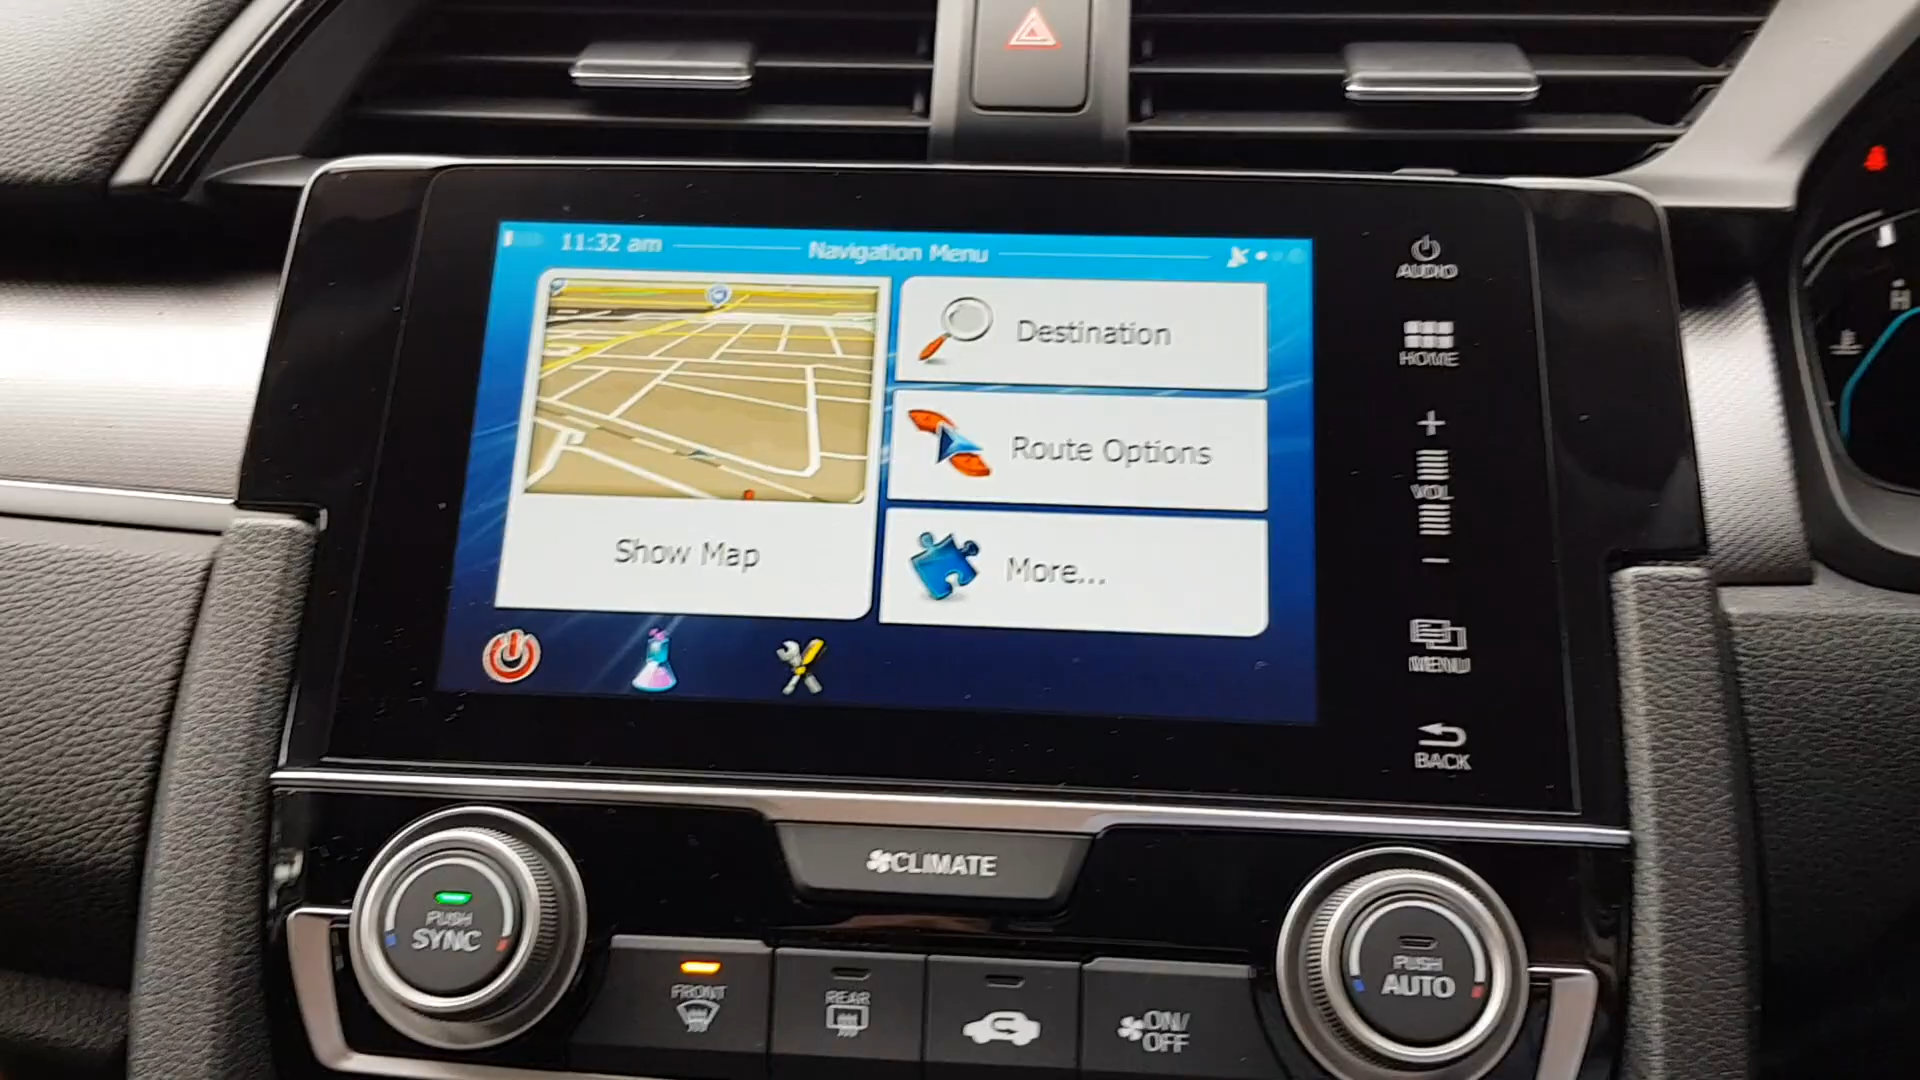 11:32 am
Navigation Menu
Destination
Route Options
More...
Show Map
AUDIO
HOME
+
VOL
−
MENU
BACK
CLIMATE
PUSH
SYNC
FRONT
REAR
ON/
OFF
PUSH
AUTO
H